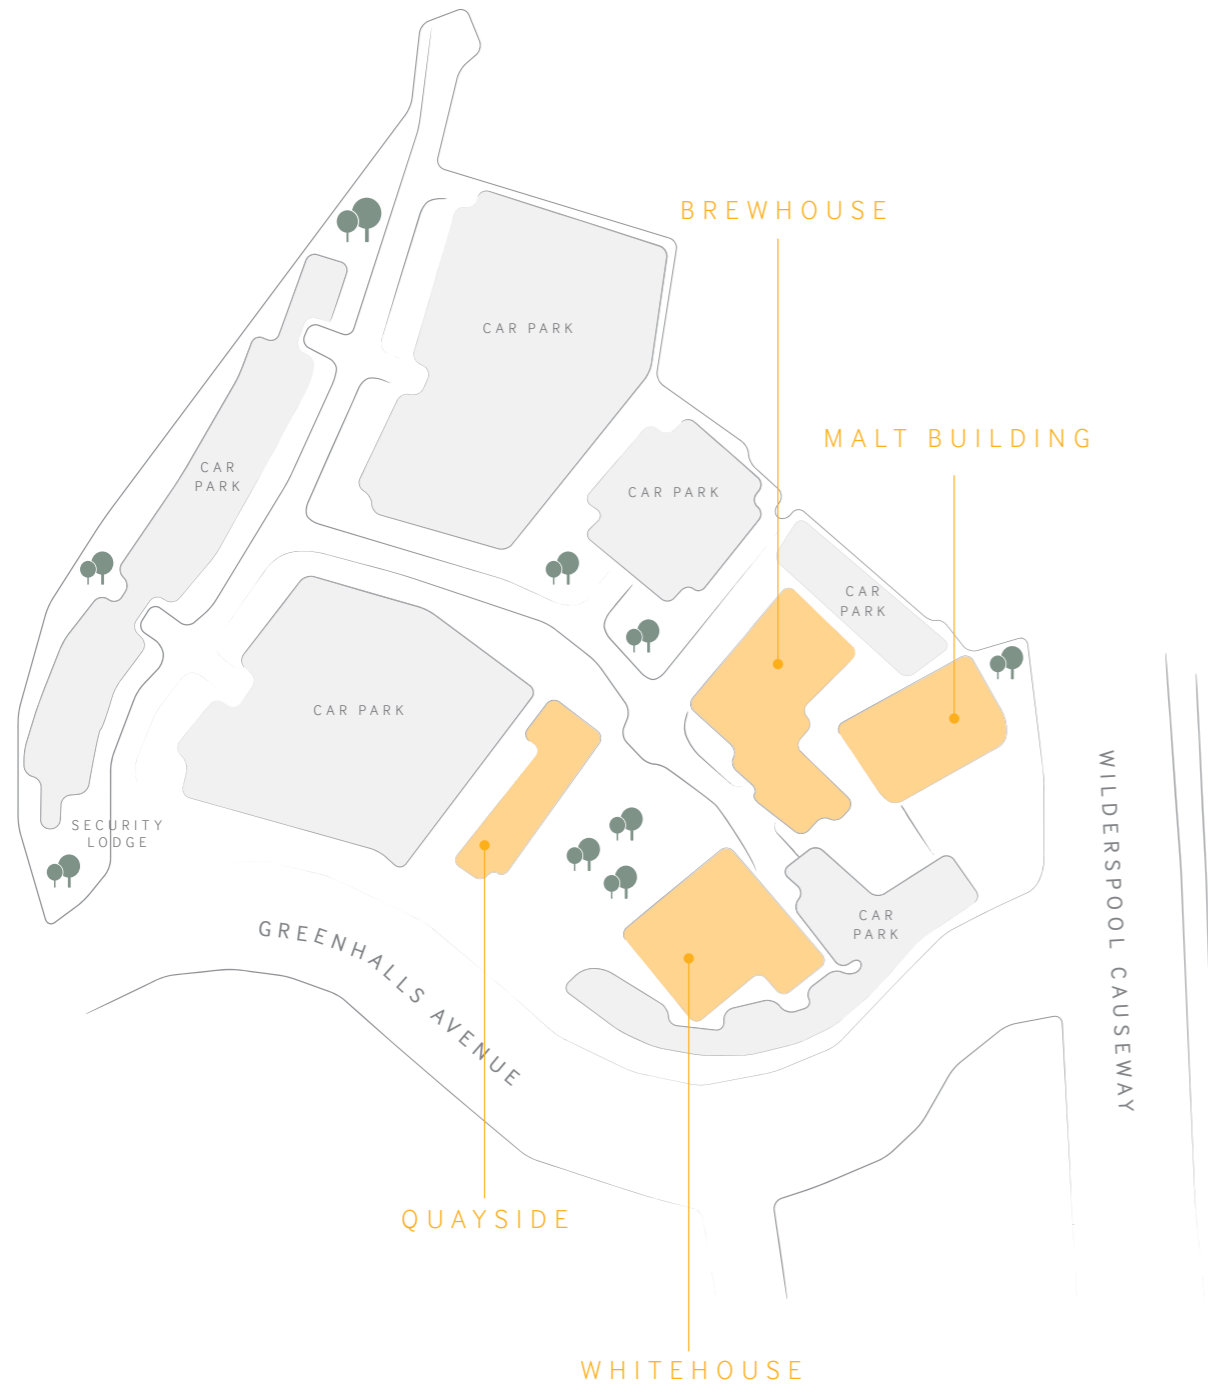 BREWHOUSE
CAR PARK
MALT BUILDING
CAR
PARK
CAR PARK
CAR
PARK
CAR PARK
SECURITY
LODGE
WILDERSPOOL CAUSEWAY
CAR
PARK
GREENHALLS AVENUE
QUAYSIDE
WHITEHOUSE